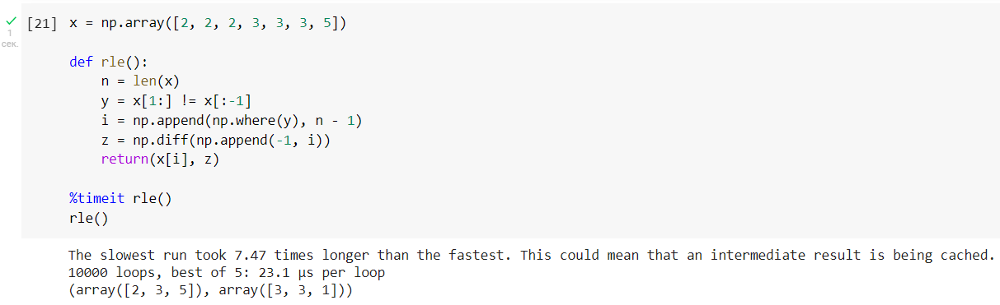 [21] x = np.array([2, 2, 2, 3, 3, 3, 5])
1
сек.
def rle():
    n = len(x)
    y = x[1:] != x[:-1]
    i = np.append(np.where(y), n - 1)
    z = np.diff(np.append(-1, i))
    return(x[i], z)
%timeit rle()
rle()
The slowest run took 7.47 times longer than the fastest. This could mean that an intermediate result is being cached.
10000 loops, best of 5: 23.1 µs per loop
(array([2, 3, 5]), array([3, 3, 1]))